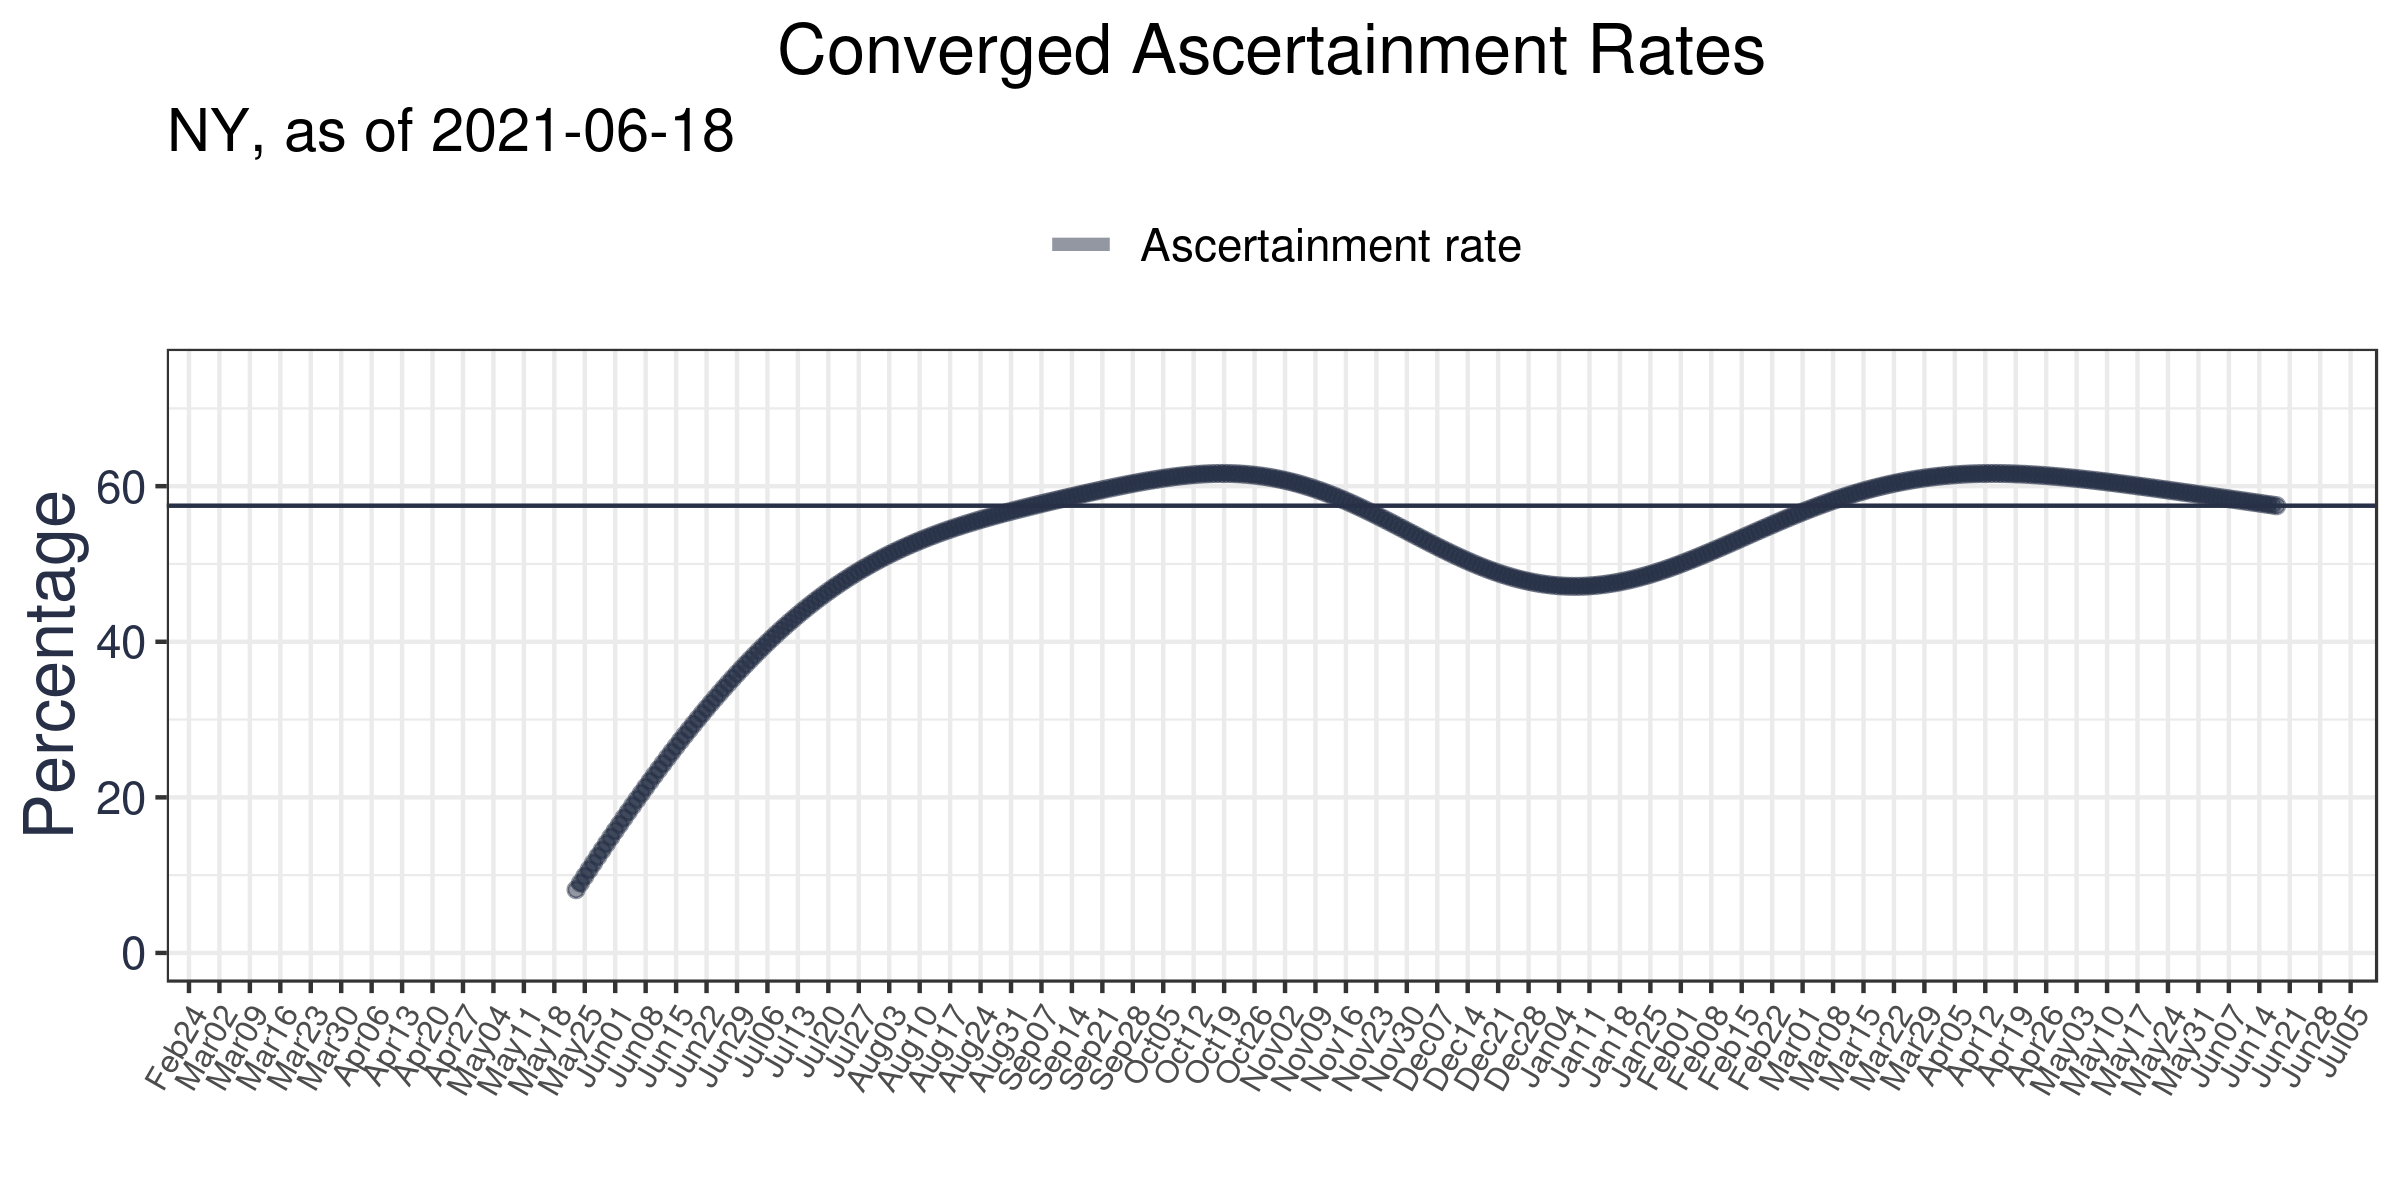 Converged Ascertainment Rates
NY, as of 2021-06-18
Ascertainment rate
Percentage
60
40
20
0
Feb24 Mar02 Mar09 Mar16 Mar23 Mar30 Apr06 Apr13 Apr20 Apr27 May04 May11 May18 May25 Jun01 Jun08 Jun15 Jun22 Jun29 Jul06 Jul13 Jul20 Jul27 Aug03 Aug10 Aug17 Aug24 Aug31 Sep07 Sep14 Sep21 Sep28 Oct05 Oct12 Oct19 Oct26 Nov02 Nov09 Nov16 Nov23 Nov30 Dec07 Dec14 Dec21 Dec28 Jan04 Jan11 Jan18 Jan25 Feb01 Feb08 Feb15 Feb22 Mar01 Mar08 Mar15 Mar22 Mar29 Apr05 Apr12 Apr19 Apr26 May03 May10 May17 May24 May31 Jun07 Jun14 Jun21 Jun28 Jul05